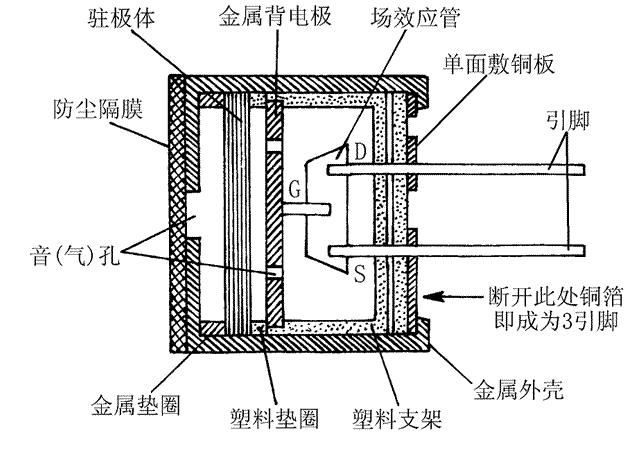 驻极体
金属背电极
场效应管
单面敷铜板
防尘隔膜
引脚
D
G
音(气)孔
S
断开此处铜箔
即成为3引脚
金属垫圈
塑料垫圈
塑料支架
金属外壳